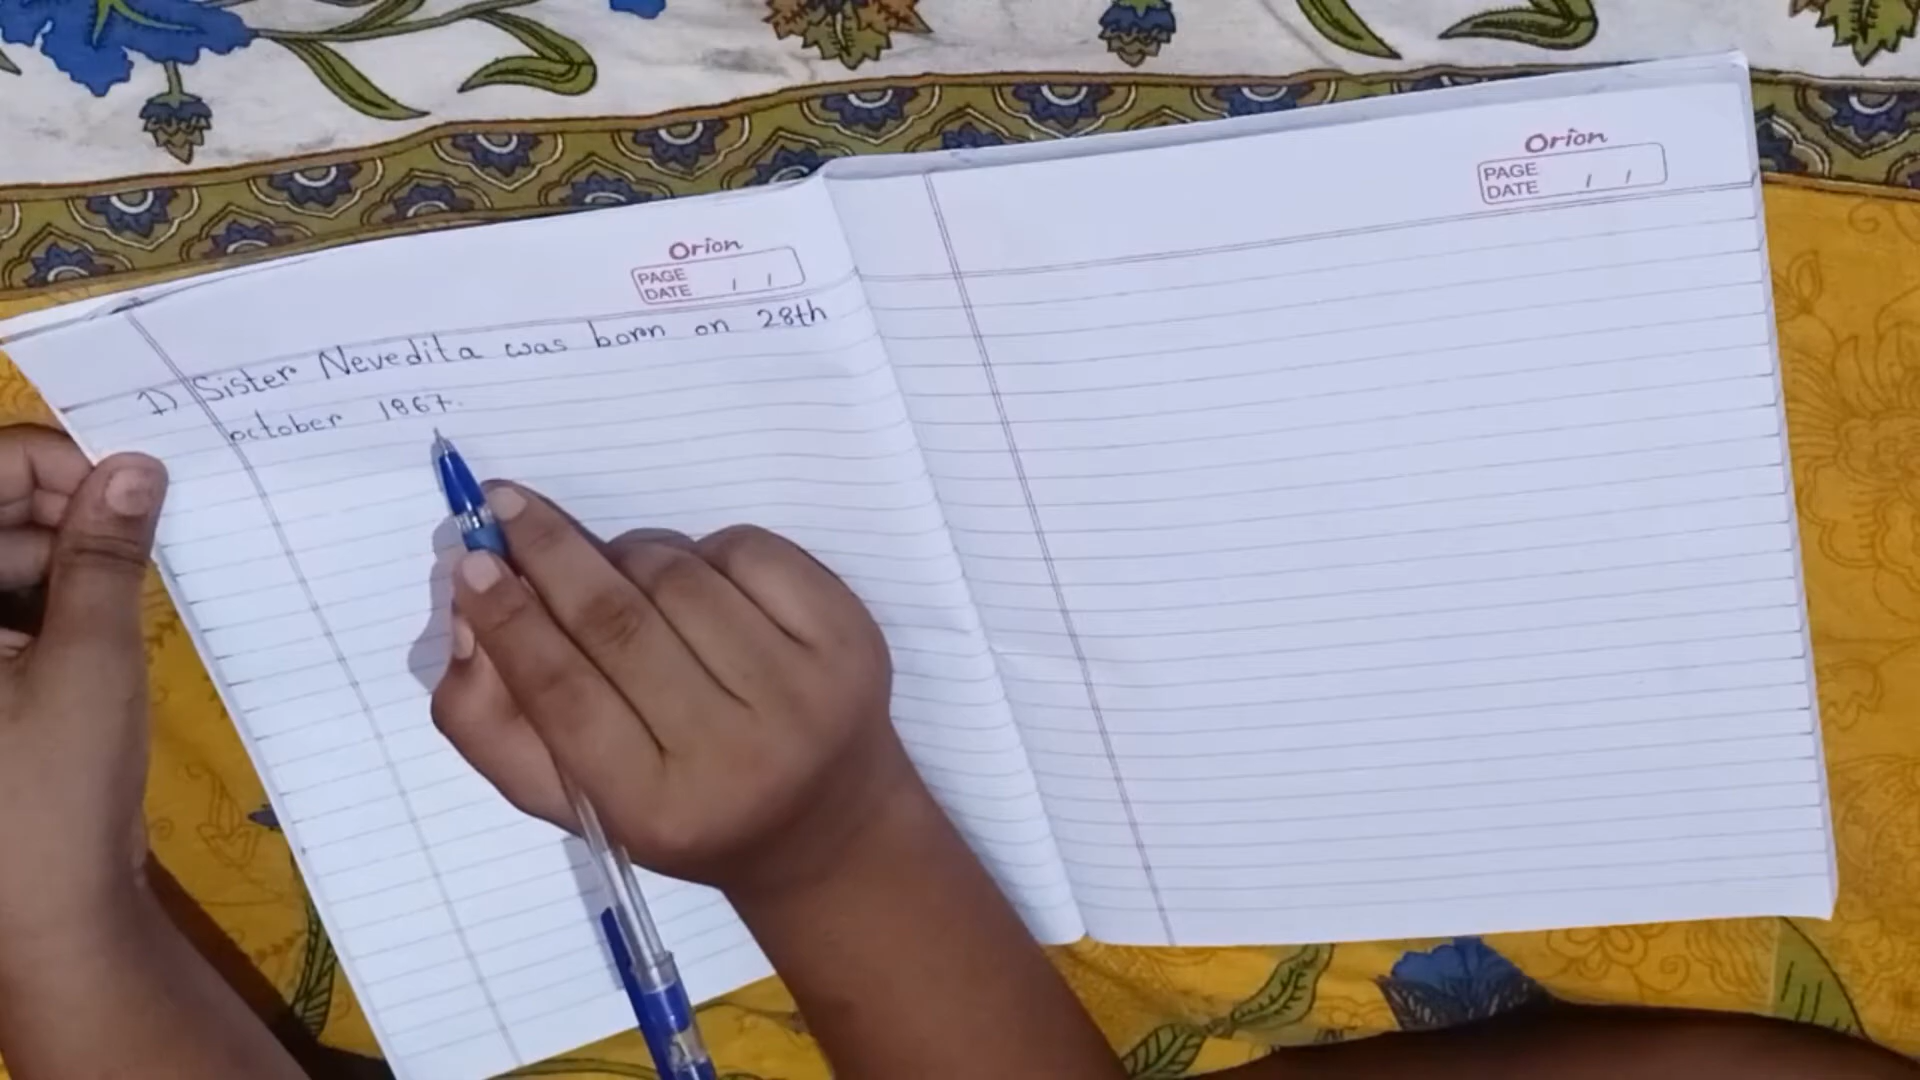 Orion
PAGE
DATE / /
1) Sister Nevedita was born on 28th
october 1867.
Orion
PAGE
DATE / /